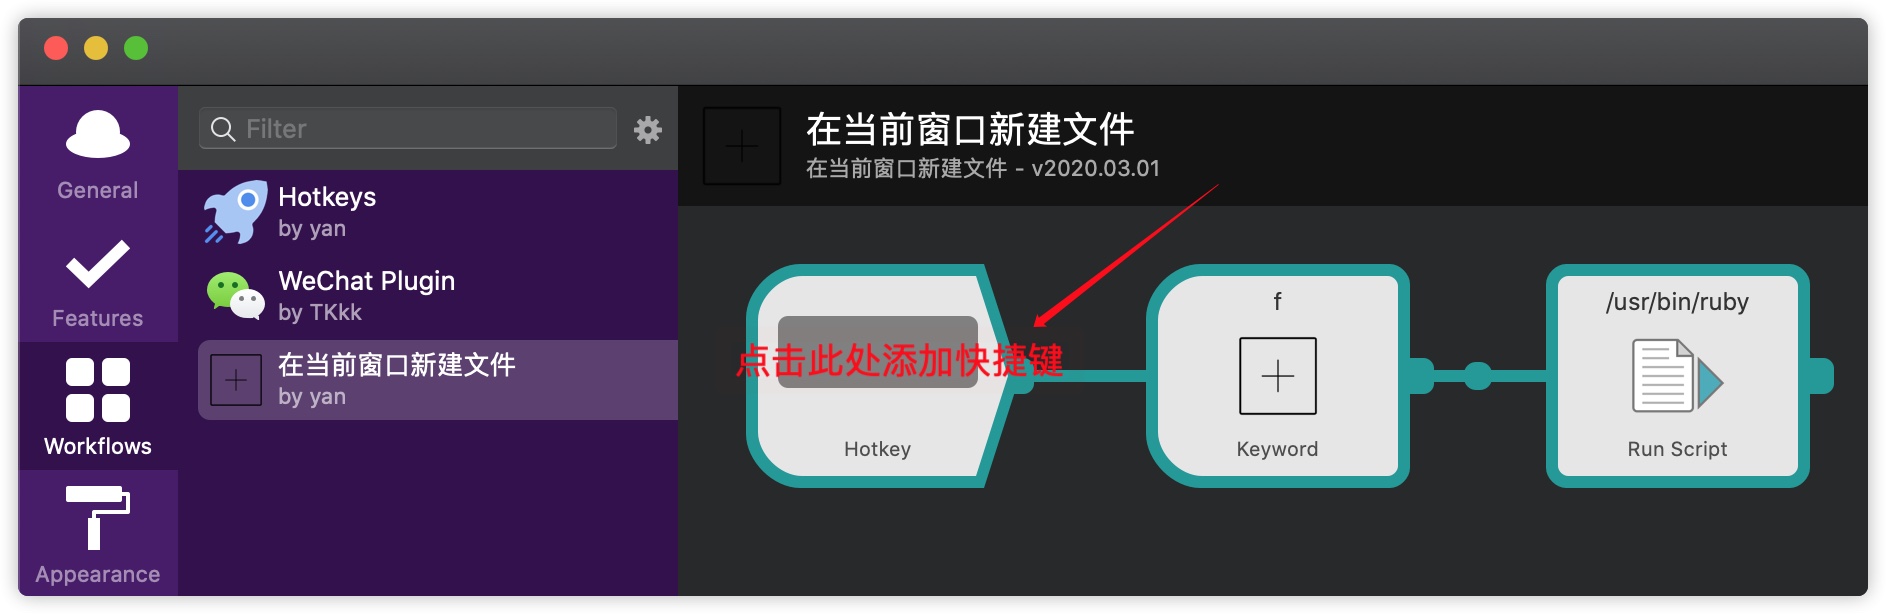 Filter
General
Features
Workflows
Appearance
Hotkeys
by yan
WeChat Plugin
by TKkk
在当前窗口新建文件
by yan
在当前窗口新建文件
在当前窗口新建文件 - v2020.03.01
点击此处添加快捷键
Hotkey
f
Keyword
/usr/bin/ruby
Run Script